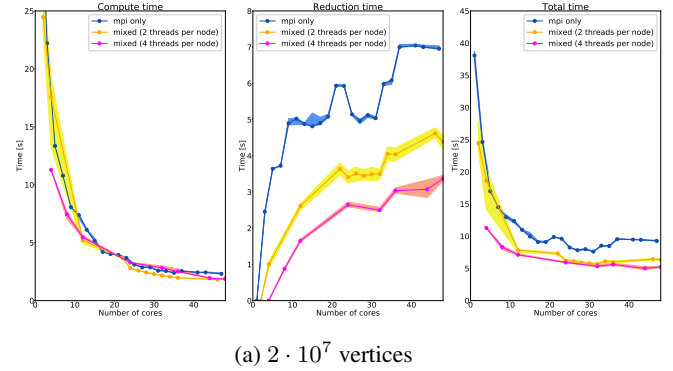 Compute time
25
20
15
10
5
0
0
10
20
30
40
Time [s]
Number of cores
mpi only
mixed (2 threads per node)
mixed (4 threads per node)
Reduction time
8
7
6
5
4
3
2
1
0
0
10
20
30
40
Time [s]
Number of cores
mpi only
mixed (2 threads per node)
mixed (4 threads per node)
Total time
45
40
35
30
25
20
15
10
5
0
0
10
20
30
40
Time [s]
Number of cores
mpi only
mixed (2 threads per node)
mixed (4 threads per node)
(a) 2 · 10⁷ vertices